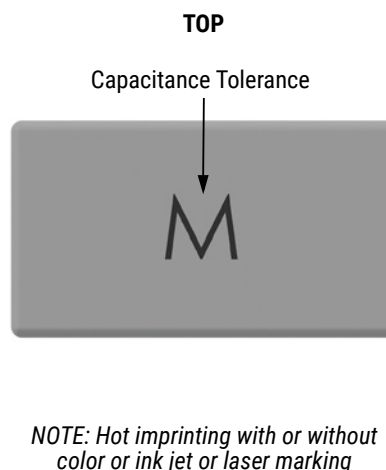 TOP
Capacitance Tolerance
M
NOTE: Hot imprinting with or without
color or ink jet or laser marking